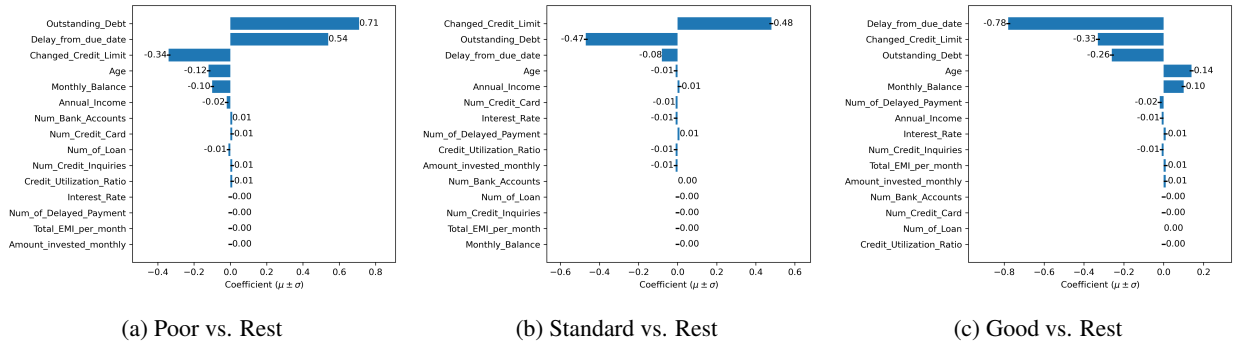 Outstanding_Debt 0.71
Delay_from_due_date 0.54
Changed_Credit_Limit -0.34
Age -0.12
Monthly_Balance -0.10
Annual_Income -0.02
Num_Bank_Accounts 0.01
Num_Credit_Card 0.01
Num_of_Loan -0.01
Num_Credit_Inquiries 0.01
Credit_Utilization_Ratio 0.01
Interest_Rate -0.00
Num_of_Delayed_Payment -0.00
Total_EMI_per_month -0.00
Amount_invested_monthly -0.00
−0.4 −0.2 0.0 0.2 0.4 0.6 0.8
Coefficient (μ ± σ)
(a) Poor vs. Rest
Changed_Credit_Limit 0.48
Outstanding_Debt -0.47
Delay_from_due_date -0.08
Age -0.01
Annual_Income 0.01
Num_Credit_Card -0.01
Interest_Rate -0.01
Num_of_Delayed_Payment 0.01
Credit_Utilization_Ratio -0.01
Amount_invested_monthly -0.01
Num_Bank_Accounts 0.00
Num_of_Loan -0.00
Num_Credit_Inquiries -0.00
Total_EMI_per_month -0.00
Monthly_Balance -0.00
−0.6 −0.4 −0.2 0.0 0.2 0.4 0.6
Coefficient (μ ± σ)
(b) Standard vs. Rest
Delay_from_due_date -0.78
Changed_Credit_Limit -0.33
Outstanding_Debt -0.26
Age 0.14
Monthly_Balance 0.10
Num_of_Delayed_Payment -0.02
Annual_Income -0.01
Interest_Rate 0.01
Num_Credit_Inquiries -0.01
Total_EMI_per_month 0.01
Amount_invested_monthly 0.01
Num_Bank_Accounts -0.00
Num_Credit_Card -0.00
Num_of_Loan 0.00
Credit_Utilization_Ratio -0.00
−0.8 −0.6 −0.4 −0.2 0.0 0.2
Coefficient (μ ± σ)
(c) Good vs. Rest